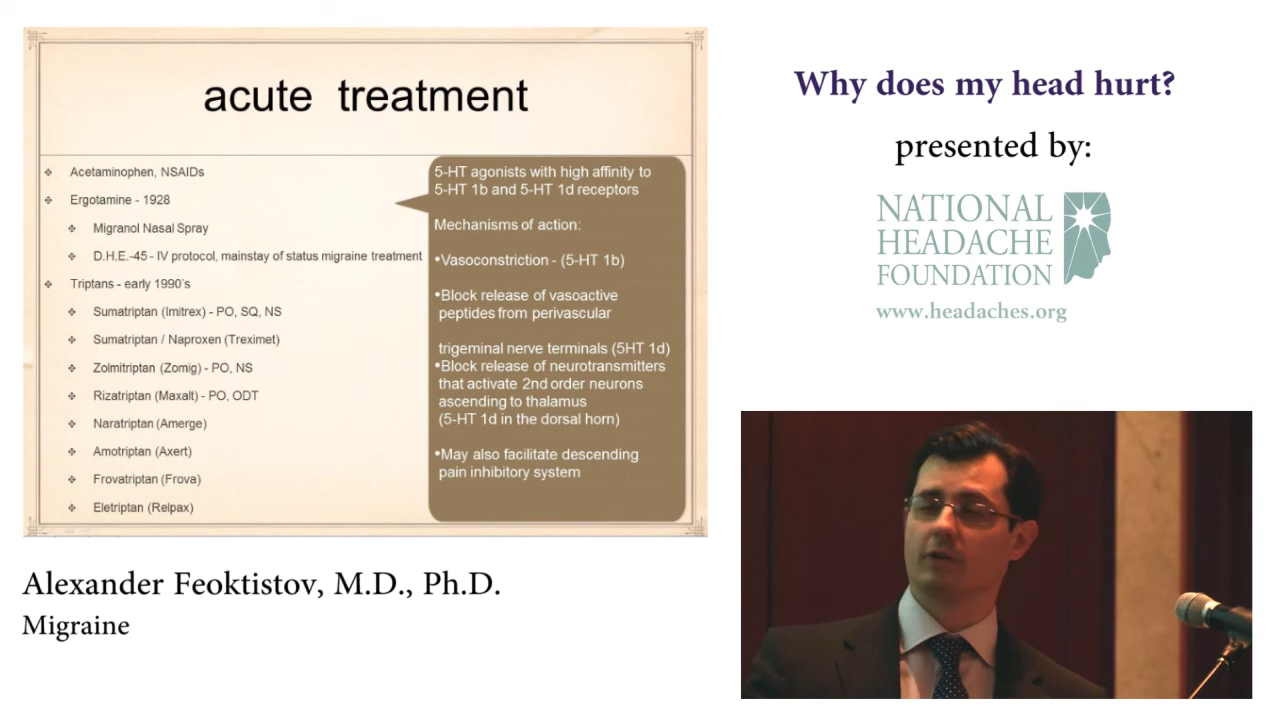 acute treatment
Acetaminophen, NSAIDs
Ergotamine - 1928
Migranol Nasal Spray
D.H.E.-45 - IV protocol, mainstay of status migraine treatment
Triptans - early 1990's
Sumatriptan (Imitrex) - PO, SQ, NS
Sumatriptan / Naproxen (Treximet)
Zolmitriptan (Zomig) - PO, NS
Rizatriptan (Maxalt) - PO, ODT
Naratriptan (Amerge)
Amotriptan (Axert)
Frovatriptan (Frova)
Eletriptan (Relpax)
5-HT agonists with high affinity to
5-HT 1b and 5-HT 1d receptors
Mechanisms of action:
•Vasoconstriction - (5-HT 1b)
•Block release of vasoactive
peptides from perivascular
trigeminal nerve terminals (5HT 1d)
•Block release of neurotransmitters
that activate 2nd order neurons
ascending to thalamus
(5-HT 1d in the dorsal horn)
•May also facilitate descending
pain inhibitory system
Why does my head hurt?
presented by:
NATIONAL
HEADACHE
FOUNDATION
www.headaches.org
Alexander Feoktistov, M.D., Ph.D.
Migraine